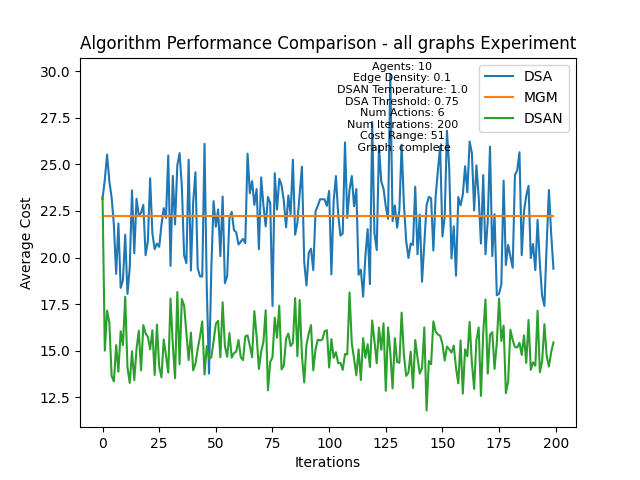 Algorithm Performance Comparison - all graphs Experiment
Agents: 10
Edge Density: 0.1
DSAN Temperature: 1.0
DSA Threshold: 0.75
Num Actions: 6
Num Iterations: 200
Cost Range: 51
Graph: complete
DSA
MGM
DSAN
30.0
27.5
25.0
22.5
20.0
17.5
15.0
12.5
Average Cost
0
25
50
75
100
125
150
175
200
Iterations